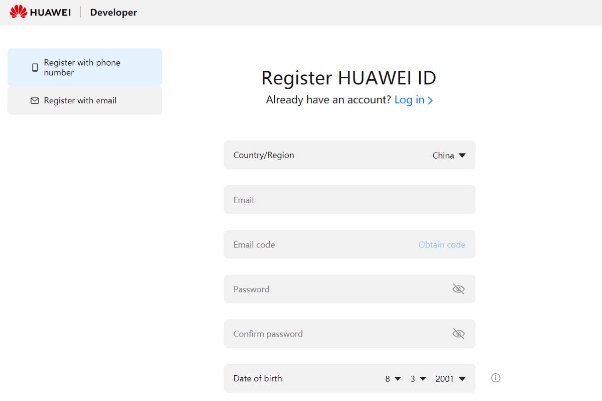 HUAWEI Developer
Register with phone
number
Register with email
Register HUAWEI ID
Already have an account? Log in
Country/Region China
Email
Email code Obtain code
Password
Confirm password
Date of birth 8 3 2001